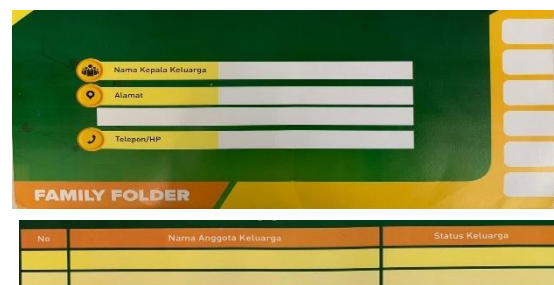 Nama Kepala Keluarga
Alamat
Telepon/HP
FAMILY FOLDER
No Nama Anggota Keluarga Status Keluarga